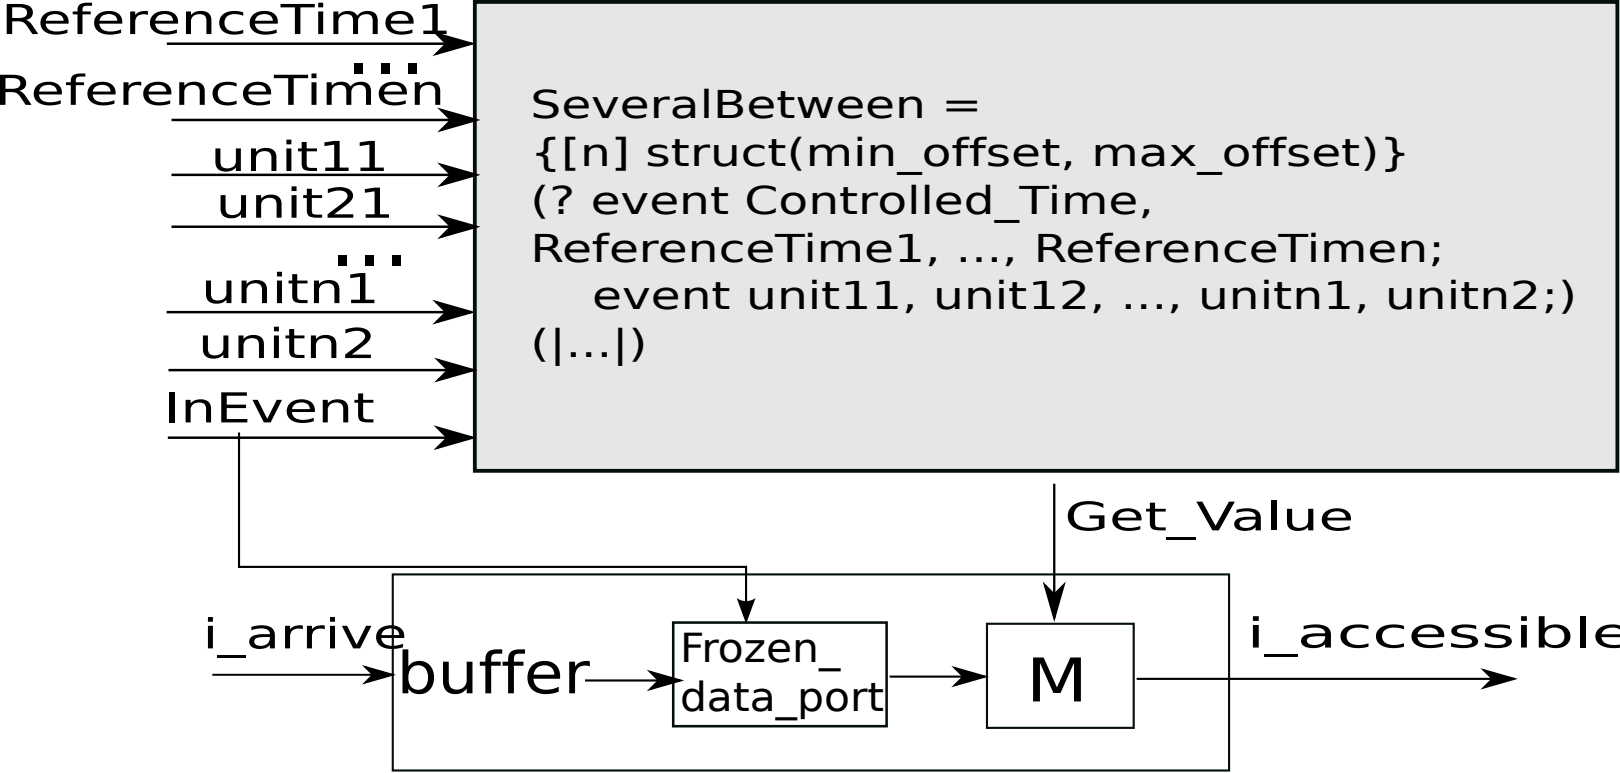 ReferenceTime1
...
ReferenceTimen
unit11
unit21
...
unitn1
unitn2
InEvent
SeveralBetween =
{[n] struct(min_offset, max_offset)}
(? event Controlled_Time,
ReferenceTime1, ..., ReferenceTimen;
event unit11, unit12, ..., unitn1, unitn2;)
(|...|)
Get_Value
i_arrive
buffer
Frozen_
data_port
M
i_accessible